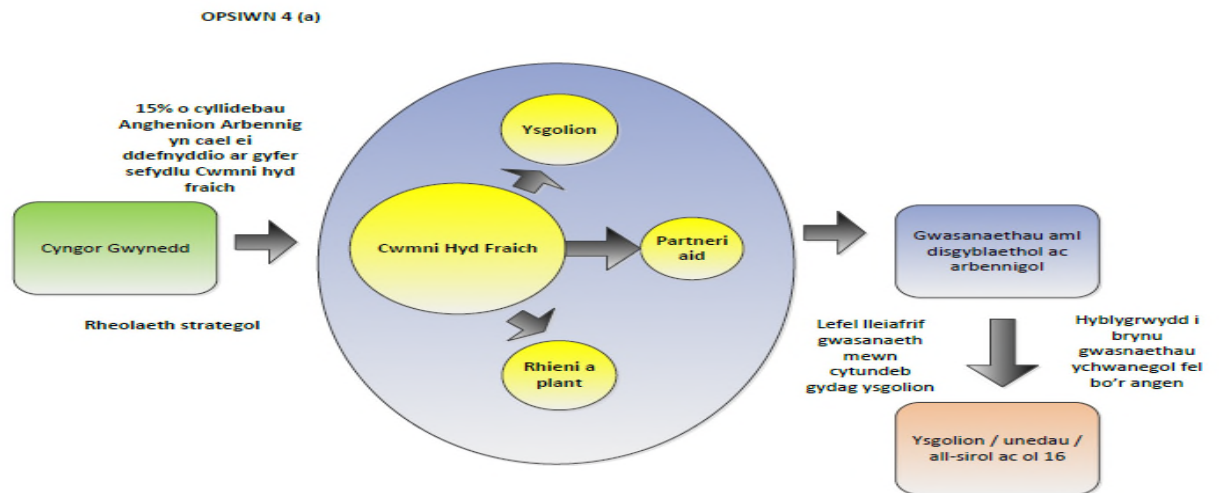 OPSIWN 4 (a)
15% o cyllidebau
Anghenion Arbennig
yn cael ei
ddefnyddio ar gyfer
sefydlu Cwmni hyd
fraich
Cyngor Gwynedd
Rheolaeth strategol
Ysgolion
Cwmni Hyd Fraich
Partneri
aid
Rhieni a
plant
Gwasanaethau aml
disgyblaethol ac
arbennigol
Lefel lleiafrif
gwasanaeth
mewn
cytundeb
gydag ysgolion
Hyblygrwydd i
brynu
gwasnaethau
ychwanegol fel
bo'r angen
Ysgolion / unedau /
all-sirol ac ol 16